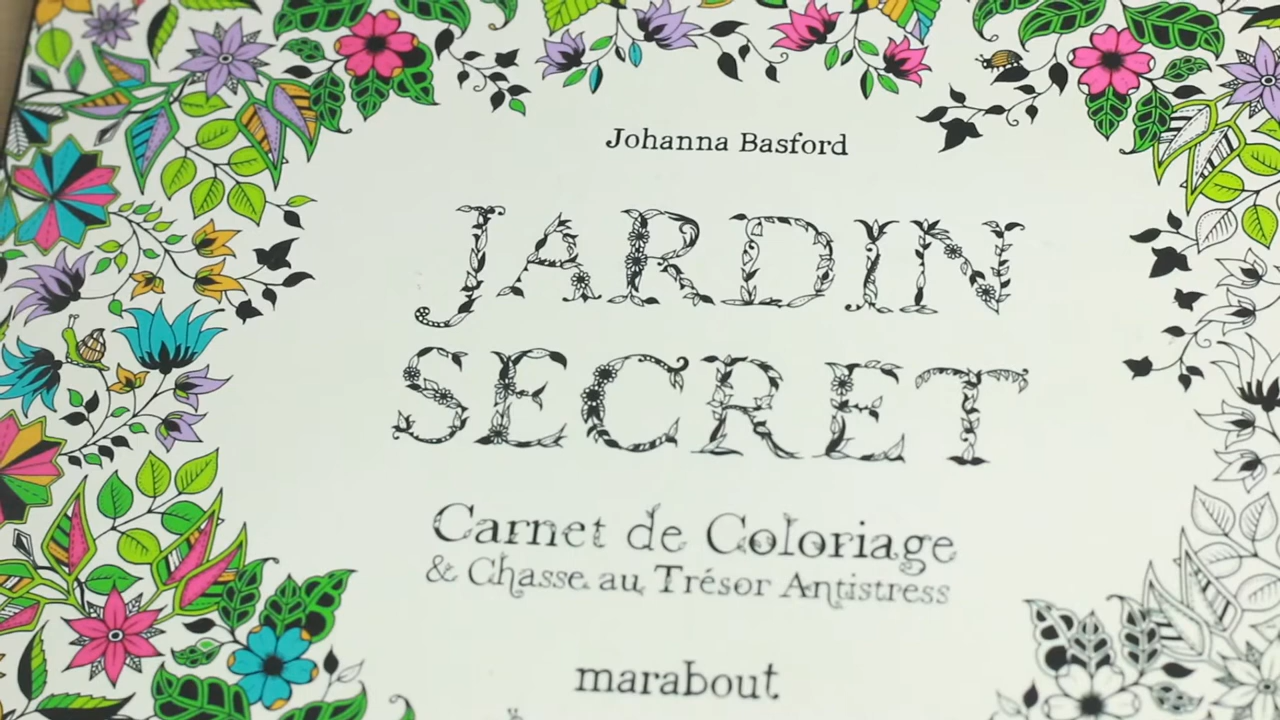 Johanna Basford
JARDIN
SECRET
Carnet de Coloriage
& Chasse au Trésor Antistress
marabout